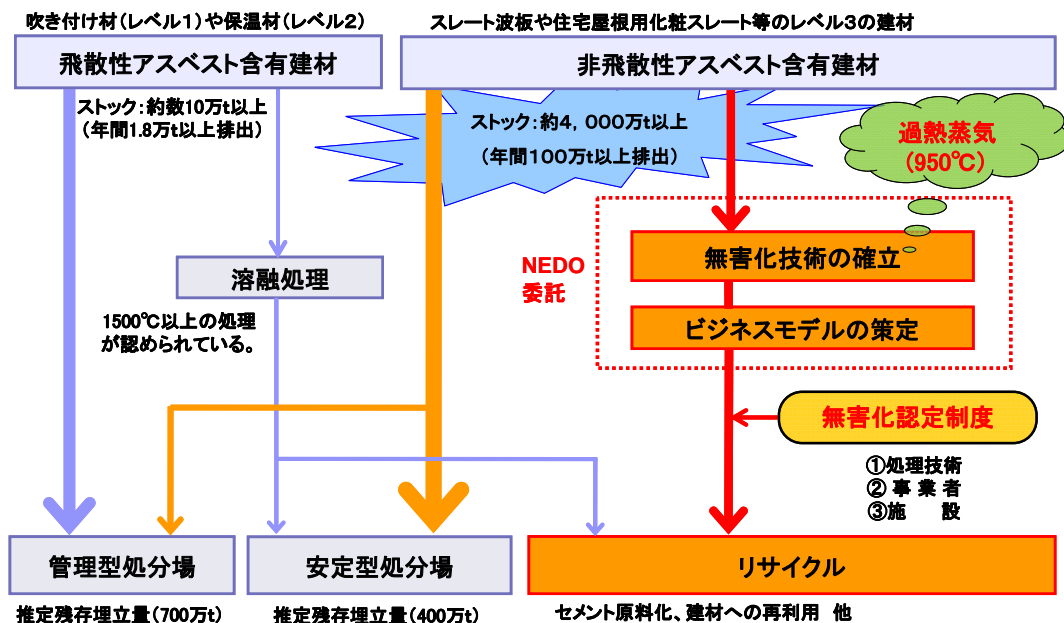 吹き付け材(レベル1)や保温材(レベル2)
スレート波板や住宅屋根用化粧スレート等のレベル3の建材
飛散性アスベスト含有建材
非飛散性アスベスト含有建材
ストック:約数10万t以上
(年間1.8万t以上排出)
ストック:約4,000万t以上
(年間100万t以上排出)
過熱蒸気
(950℃)
NEDO
委託
無害化技術の確立
ビジネスモデルの策定
溶融処理
1500℃以上の処理
が認められている。
無害化認定制度
①処理技術
②事業者
③施 設
管理型処分場
安定型処分場
リサイクル
推定残存埋立量(700万t)
推定残存埋立量(400万t)
セメント原料化、建材への再利用 他